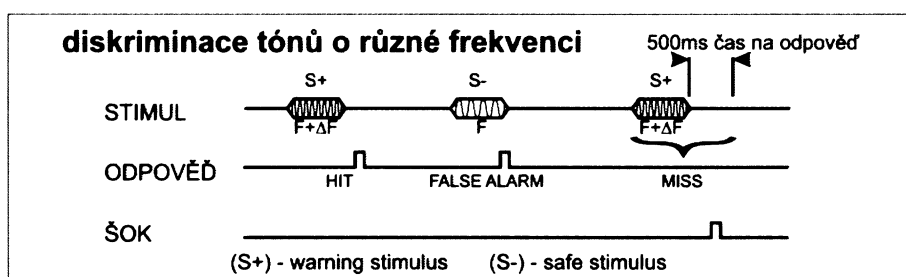 diskriminace tónů o různé frekvenci
500ms čas na odpověď
S+ S- S+
STIMUL
F+ΔF F F+ΔF
ODPOVĚĎ
HIT FALSE ALARM MISS
ŠOK
(S+) - warning stimulus (S-) - safe stimulus